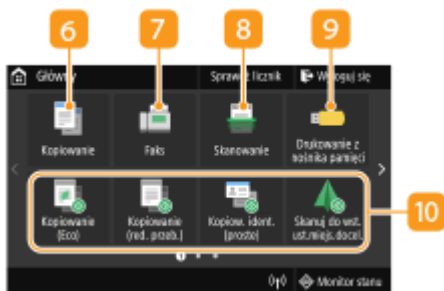 6 7 8 9
Główny Sprawdź licznik Wyloguj się
Kopiowanie Faks Skanowanie Drukowanie z
nośnika pamięci
Kopiowanie Kopiowanie Kopiow. ident. Skanuj do wst.
(Eco) (red. przeb.) (proste) ust.miejs.docel.
10
1
Monitor stanu